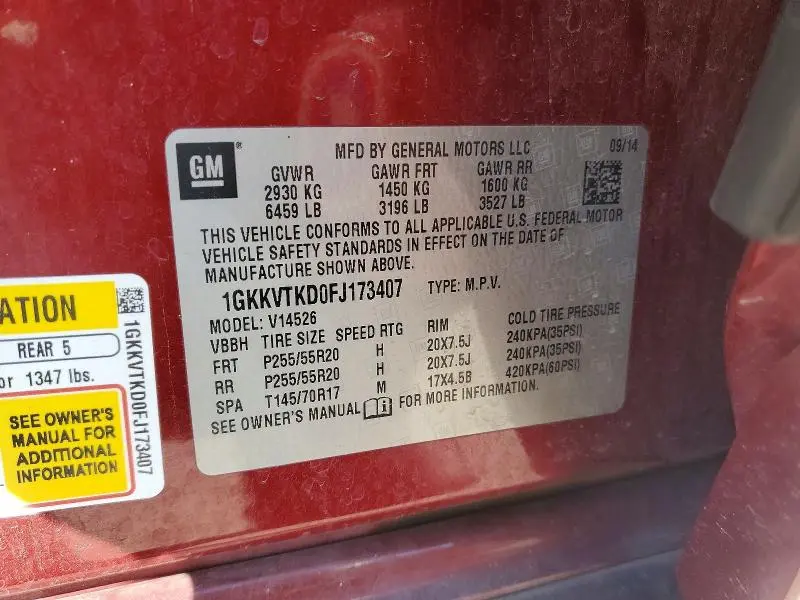 GM ®
MFD BY GENERAL MOTORS LLC 09/14
GVWR GAWR FRT GAWR RR
2930 KG 1450 KG 1600 KG
6459 LB 3196 LB 3527 LB
THIS VEHICLE CONFORMS TO ALL APPLICABLE U.S. FEDERAL MOTOR
VEHICLE SAFETY STANDARDS IN EFFECT ON THE DATE OF
MANUFACTURE SHOWN ABOVE.
1GKKVTKD0FJ173407 TYPE: M.P.V.
MODEL: V14526
VBBH TIRE SIZE SPEED RTG RIM COLD TIRE PRESSURE
FRT P255/55R20 H 20X7.5J 240KPA(35PSI)
RR P255/55R20 H 20X7.5J 240KPA(35PSI)
SPA T145/70R17 M 17X4.5B 420KPA(60PSI)
SEE OWNER'S MANUAL FOR MORE INFORMATION.
ATION
REAR 5
or 1347 lbs.
SEE OWNER'S
MANUAL FOR
ADDITIONAL
INFORMATION
1GKKVTKD0FJ173407